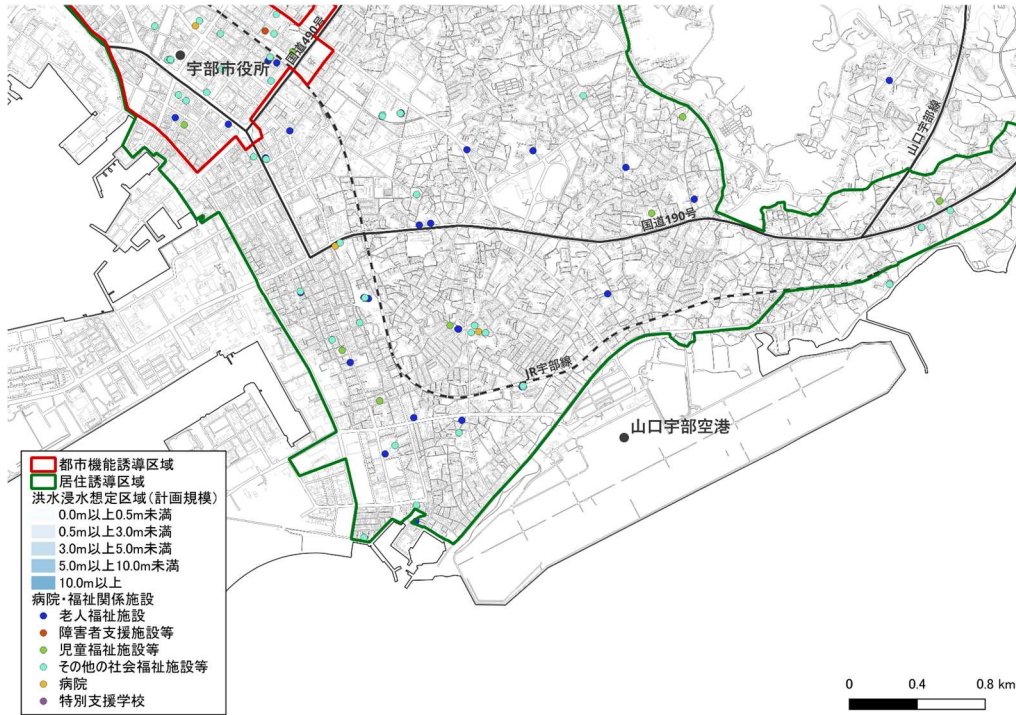 国道490号
宇部市役所
山口宇部線
国道190号
JR宇部線
山口宇部空港
都市機能誘導区域
居住誘導区域
洪水浸水想定区域(計画規模)
0.0m以上0.5m未満
0.5m以上3.0m未満
3.0m以上5.0m未満
5.0m以上10.0m未満
10.0m以上
病院・福祉関係施設
老人福祉施設
障害者支援施設等
児童福祉施設等
その他の社会福祉施設等
病院
特別支援学校
0 0.4 0.8 km